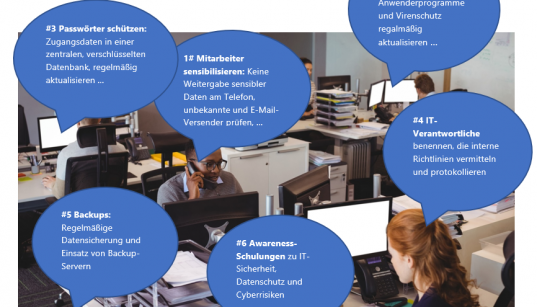 #3 Passwörter schützen:
Zugangsdaten in einer
zentralen, verschlüsselten
Datenbank, regelmäßig
aktualisieren ...
1# Mitarbeiter
sensibilisieren: Keine
Weitergabe sensibler
Daten am Telefon,
unbekannte und E-Mail-
Versender prüfen, ...
Anwenderprogramme
und Virenschutz
regalmäßig
aktualisieren ...
#4 IT-
Verantwortliche
benennen, die interne
Richtlinien vermitteln
und protokollieren
#5 Backups:
Regelmäßige
Datensicherung und
Einsatz von Backup-
Servern
#6 Awareness-
Schulungen zu IT-
Sicherheit,
Datenschutz und
Cyberrisiken